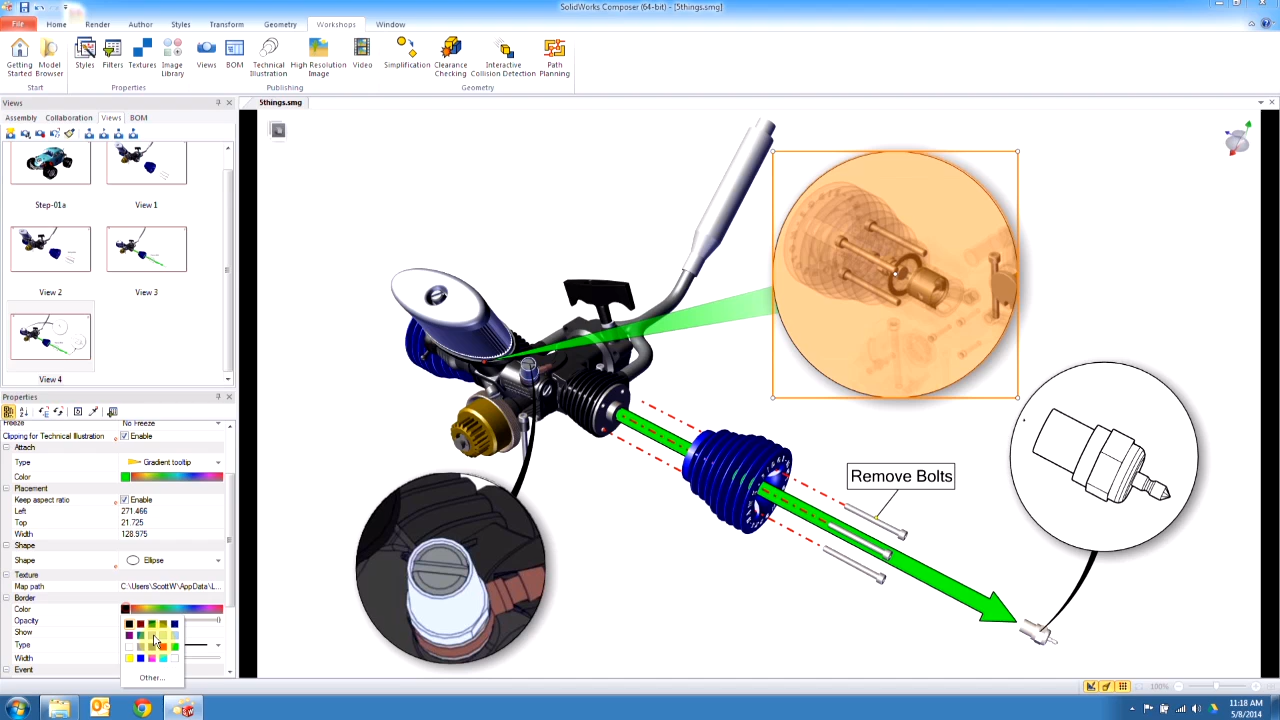 SolidWorks Composer (64-bit) - [5things.smg]
File Home Render Author Styles Transform Geometry Workshops Window
Getting Started Model Browser Styles Filters Textures Image Library Views BOM Technical Illustration High Resolution Image Video Simplification Clearance Checking Interactive Collision Detection Path Planning
Start Properties Publishing Geometry
Views
5things.smg
Assembly Collaboration Views BOM
Step-01a View 1
View 2 View 3
View 4
Properties
Freeze No Freeze
Clipping for Technical Illustration Enable
Attach
Type Gradient tooltip
Color
Placement
Keep aspect ratio Enable
Left 271.466
Top 21.725
Width 128.975
Shape
Shape Ellipse
Texture
Map path C:\Users\ScottW\AppData\L...
Border
Color
Opacity
Show
Type
Width
Event
Other...
Remove Bolts
100%
11:18 AM
5/8/2014